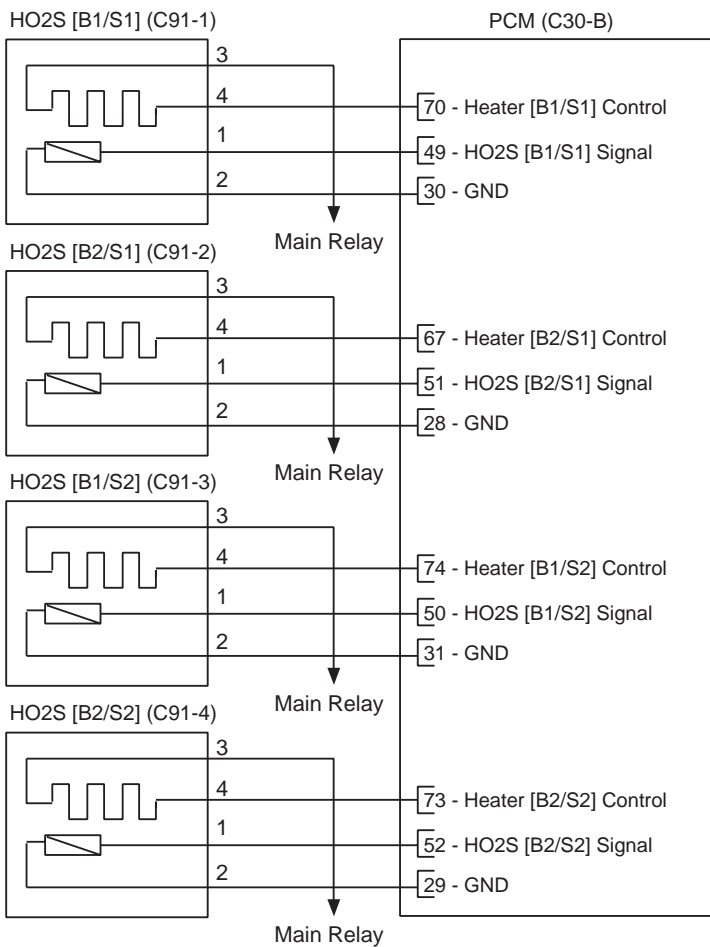 HO2S [B1/S1] (C91-1)
PCM (C30-B)
3
4
70 - Heater [B1/S1] Control
1
49 - HO2S [B1/S1] Signal
2
30 - GND
Main Relay
HO2S [B2/S1] (C91-2)
3
4
67 - Heater [B2/S1] Control
1
51 - HO2S [B2/S1] Signal
2
28 - GND
Main Relay
HO2S [B1/S2] (C91-3)
3
4
74 - Heater [B1/S2] Control
1
50 - HO2S [B1/S2] Signal
2
31 - GND
Main Relay
HO2S [B2/S2] (C91-4)
3
4
73 - Heater [B2/S2] Control
1
52 - HO2S [B2/S2] Signal
2
29 - GND
Main Relay